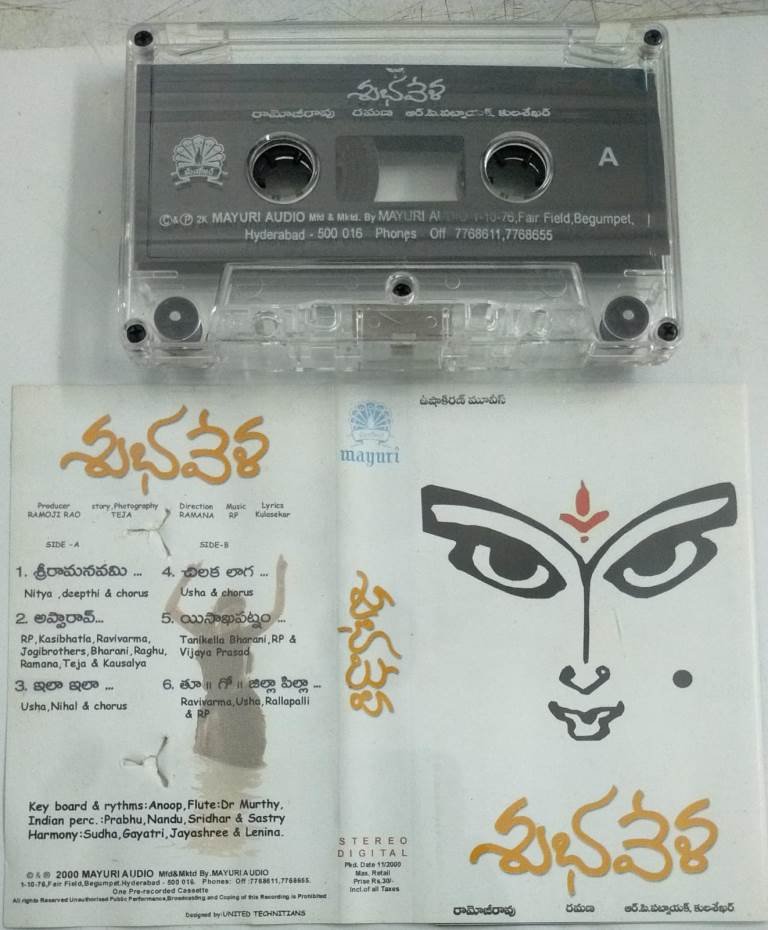 శుభవేళ
రామోజీరావు రమణ ఆర్.పి.పట్నాయక్, కులశేఖర్
A
©&℗ 2K MAYURI AUDIO Mfd & Mktd. By MAYURI AUDIO 1-10-76,Fair Field,Begumpet,
Hyderabad - 500 016 Phones Off 7768611,7768655
శుభవేళ
Producer story,Photography Direction Music Lyrics
RAMOJI RAO TEJA RAMANA RP Kulasekar
SIDE -A
1. శ్రీరామనవమి ...
Nitya ,deepthi & chorus
2. అప్పారావ్...
RP,Kasibhatla,Ravivarma,
Jogibrothers,Bharani,Raghu,
Ramana,Teja & Kausalya
3. ఇలా ఇలా ...
Usha,Nihal & chorus
SIDE-B
4. చిలక లాగ ...
Usha & chorus
5. యిసాఖపట్నం ...
Tanikella Bharani,RP &
Vijaya Prasad
6. తూ॥ గో॥ జిల్లా పిల్లా ...
Ravivarma,Usha,Rallapalli
& RP
Key board & rythms:Anoop,Flute:Dr Murthy,
Indian perc.:Prabhu,Nandu,Sridhar & Sastry
Harmony:Sudha,Gayatri,Jayashree & Lenina.
© & ℗ 2000 MAYURI AUDIO Mfd&Mktd By.MAYURI AUDIO
1-10-76,Fair Field,Begumpet,Hyderabad - 500 016. Phones: Off :7768611,7768655.
One Pre-recorded Cassette
All rights Reserved Unauthorised Public Performance,Broadcasting and Coping of this Recording is Prohibited
Designed by:UNITED TECHNITIANS
mayuri
శుభవేళ
STEREO
DIGITAL
Pkd. Date 11/2000
Max. Retail
Prise Rs.30/-
Incl.of all Taxes
ఉషాకిరణ్ మూవీస్
శుభవేళ
రామోజీరావు రమణ ఆర్.పి.పట్నాయక్, కులశేఖర్